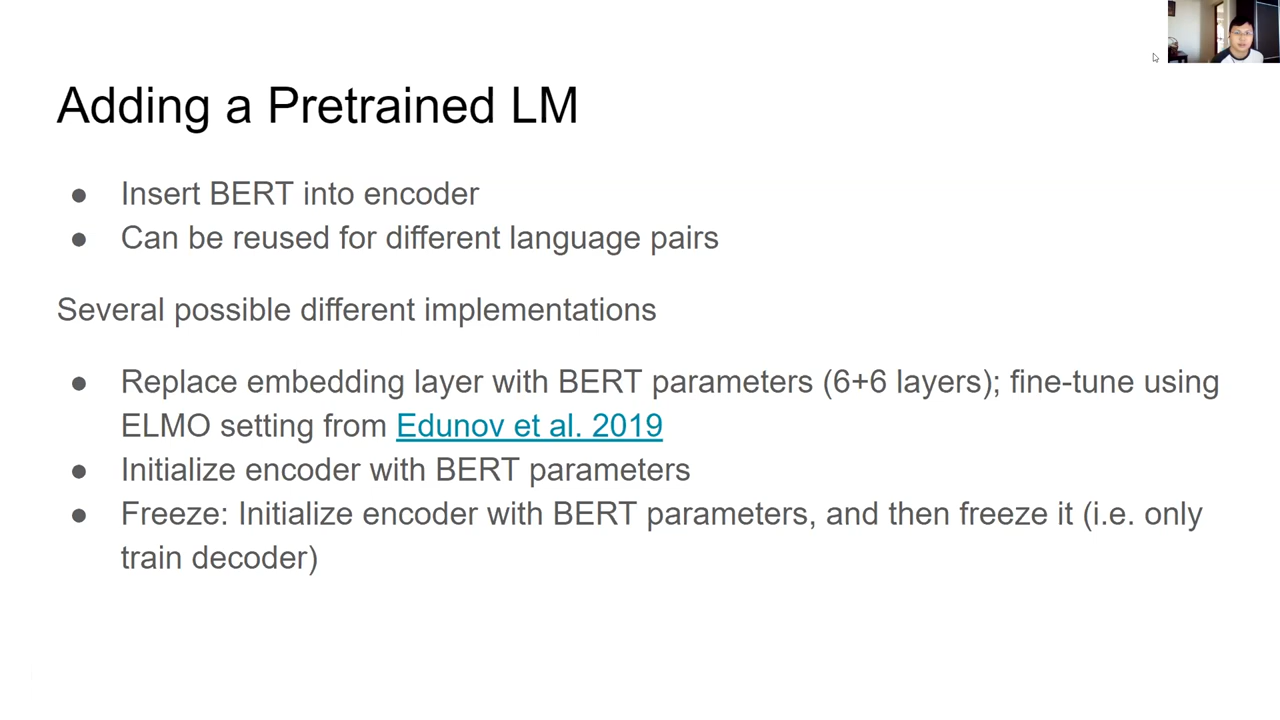 Adding a Pretrained LM
● Insert BERT into encoder
● Can be reused for different language pairs
Several possible different implementations
● Replace embedding layer with BERT parameters (6+6 layers); fine-tune using
ELMO setting from Edunov et al. 2019
● Initialize encoder with BERT parameters
● Freeze: Initialize encoder with BERT parameters, and then freeze it (i.e. only
train decoder)